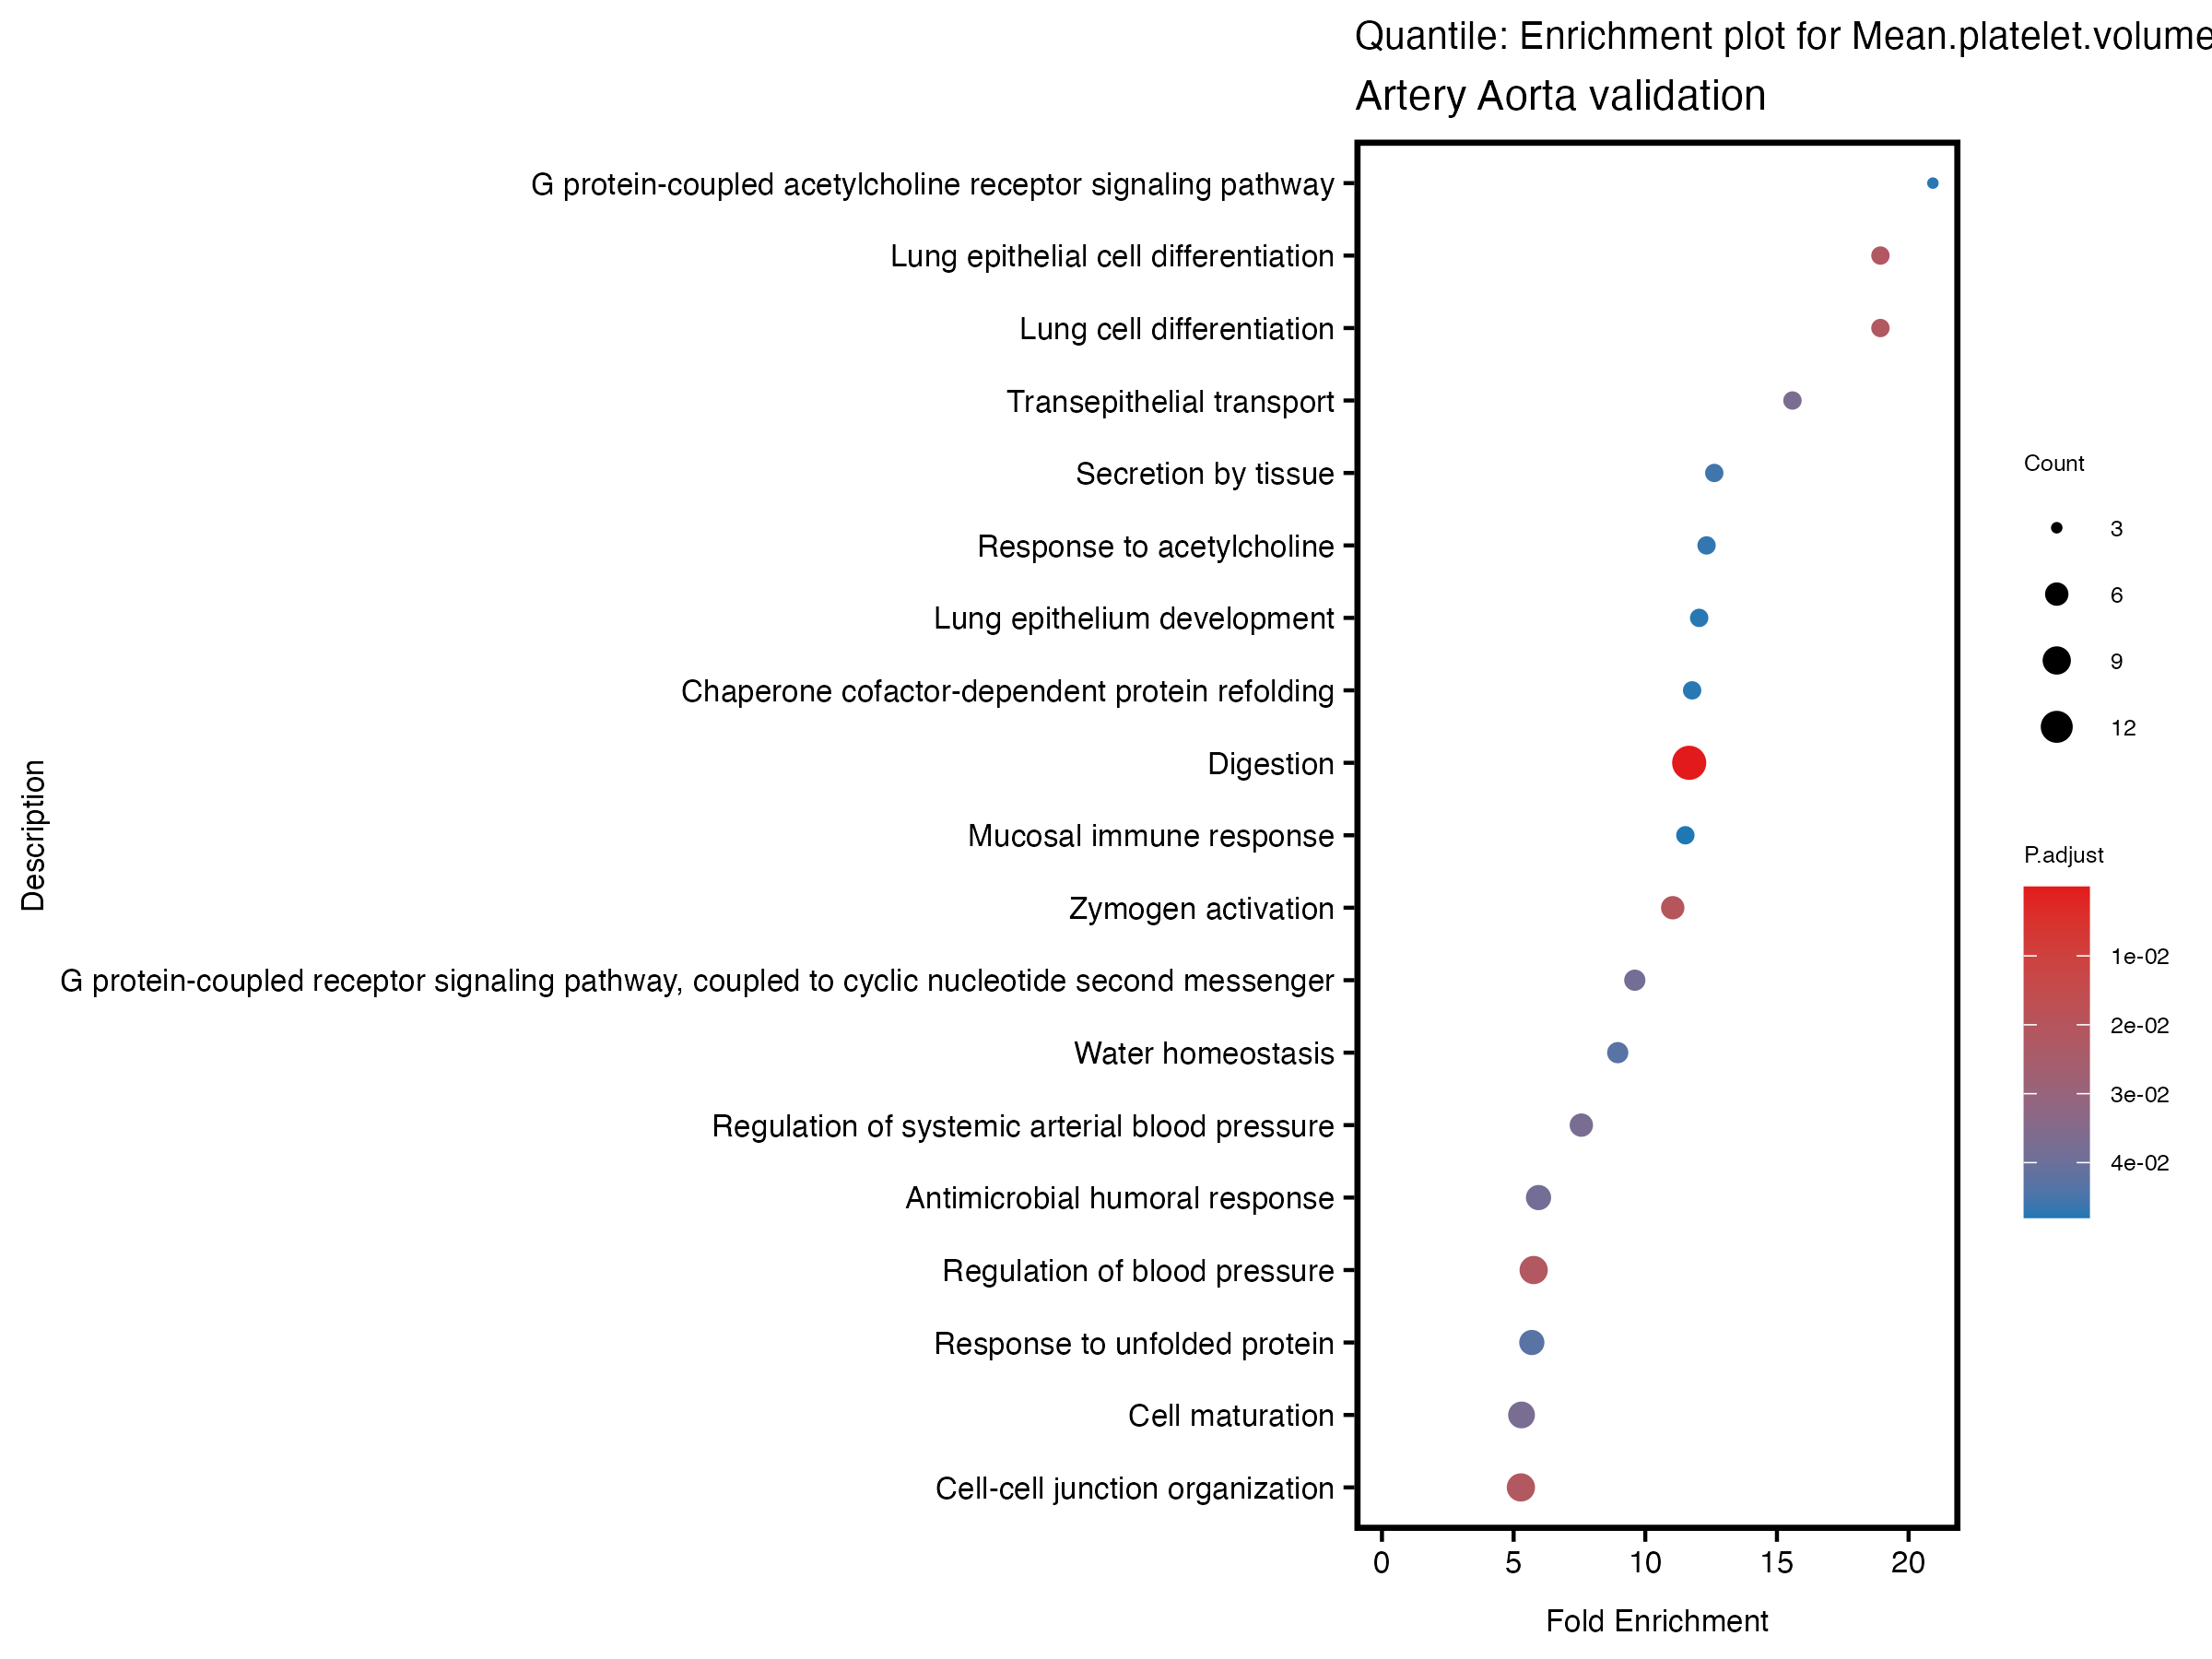 Quantile: Enrichment plot for Mean.platelet.volume
Artery Aorta validation
G protein-coupled acetylcholine receptor signaling pathway
Lung epithelial cell differentiation
Lung cell differentiation
Transepithelial transport
Secretion by tissue
Response to acetylcholine
Lung epithelium development
Chaperone cofactor-dependent protein refolding
Digestion
Mucosal immune response
Zymogen activation
G protein-coupled receptor signaling pathway, coupled to cyclic nucleotide second messenger
Water homeostasis
Regulation of systemic arterial blood pressure
Antimicrobial humoral response
Regulation of blood pressure
Response to unfolded protein
Cell maturation
Cell-cell junction organization
Description
0 5 10 15 20
Fold Enrichment
Count
3
6
9
12
P.adjust
1e-02
2e-02
3e-02
4e-02